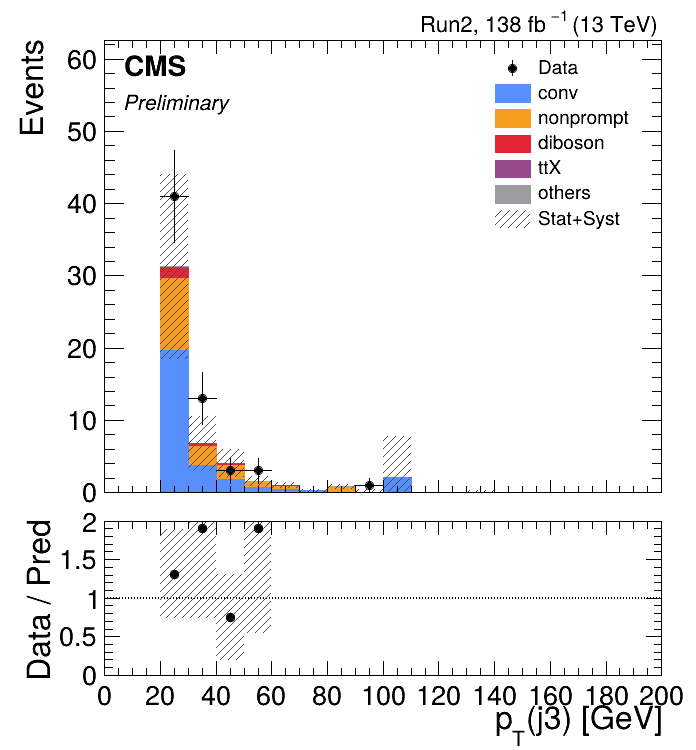 Run2, 138 fb⁻¹ (13 TeV)
CMS
Preliminary
Events
60
50
40
30
20
10
0
Data
conv
nonprompt
diboson
ttX
others
Stat+Syst
Data / Pred
2
1.5
1
0.5
0
0 20 40 60 80 100 120 140 160 180 200
p_T(j3) [GeV]